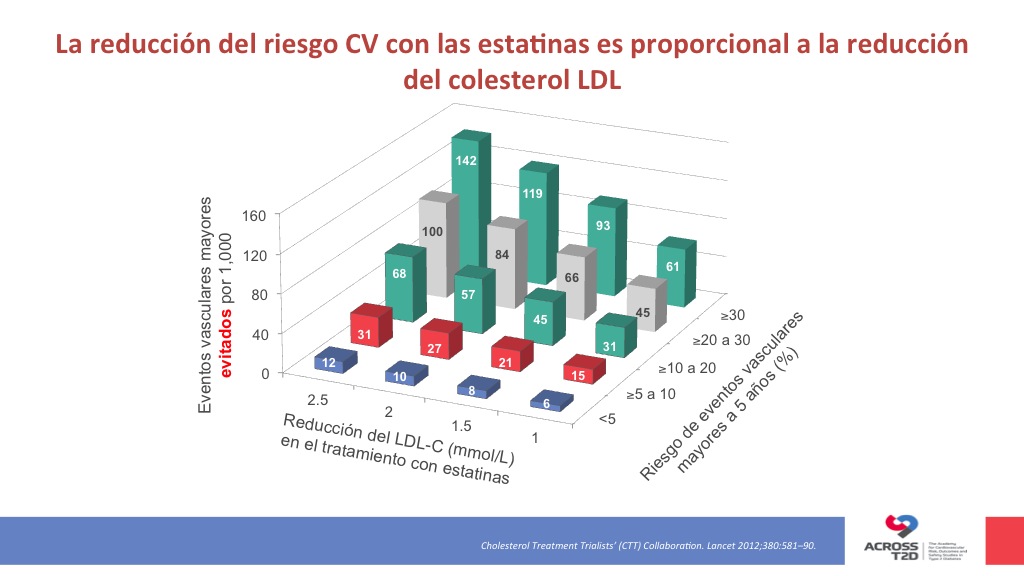 La reducción del riesgo CV con las estatinas es proporcional a la reducción
del colesterol LDL
Eventos vasculares mayores
evitados por 1,000
160
120
80
40
0
142
119
93
61
100
84
66
45
68
57
45
31
31
27
21
15
12
10
8
6
2.5
2
1.5
1
Reducción del LDL-C (mmol/L)
en el tratamiento con estatinas
<5
≥5 a 10
≥10 a 20
≥20 a 30
≥30
Riesgo de eventos vasculares
mayores a 5 años (%)
Cholesterol Treatment Trialists' (CTT) Collaboration. Lancet 2012;380:581–90.
ACROSS
T2D
The Academy
for Cardiovascular
Risk, Outcomes and
Safety Studies in
Type 2 Diabetes